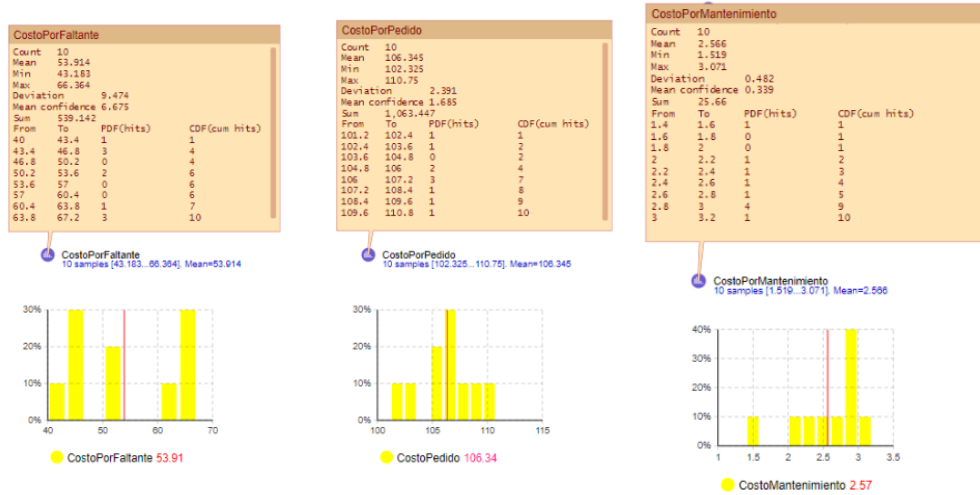 CostoPorFaltante
Count 10
Mean 53.914
Min 43.183
Max 66.364
Deviation 9.474
Mean confidence 6.675
Sum 539.142
From To PDF(hits) CDF(cum hits)
40 43.4 1 1
43.4 46.8 3 4
46.8 50.2 0 4
50.2 53.6 2 6
53.6 57 0 6
57 60.4 0 6
60.4 63.8 1 7
63.8 67.2 3 10
CostoPorFaltante
10 samples [43.183...66.364]. Mean=53.914
30%
20%
10%
0%
40 50 60 70
CostoPorFaltante 53.91
CostoPorPedido
Count 10
Mean 106.345
Min 102.325
Max 110.75
Deviation 2.391
Mean confidence 1.685
Sum 1,063.447
From To PDF(hits) CDF(cum hits)
101.2 102.4 1 1
102.4 103.6 1 2
103.6 104.8 0 2
104.8 106 2 4
106 107.2 3 7
107.2 108.4 1 8
108.4 109.6 1 9
109.6 110.8 1 10
CostoPorPedido
10 samples [102.325...110.75]. Mean=106.345
30%
20%
10%
0%
100 105 110 115
CostoPedido 106.34
CostoPorMantenimiento
Count 10
Mean 2.566
Min 1.519
Max 3.071
Deviation 0.482
Mean confidence 0.339
Sum 25.66
From To PDF(hits) CDF(cum hits)
1.4 1.6 1 1
1.6 1.8 0 1
1.8 2 0 1
2 2.2 1 2
2.2 2.4 1 3
2.4 2.6 1 4
2.6 2.8 1 5
2.8 3 4 9
3 3.2 1 10
CostoPorMantenimiento
10 samples [1.519...3.071]. Mean=2.566
40%
30%
20%
10%
0%
1 1.5 2 2.5 3 3.5
CostoMantenimiento 2.57